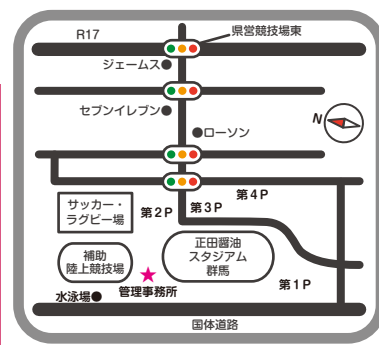 R17
県営競技場東
ジェームス
セブンイレブン
ローソン
N
第4P
第3P
第2P
サッカー・
ラグビー場
正田醤油
スタジアム
群馬
補助
陸上競技場
第1P
水泳場
管理事務所
国体道路